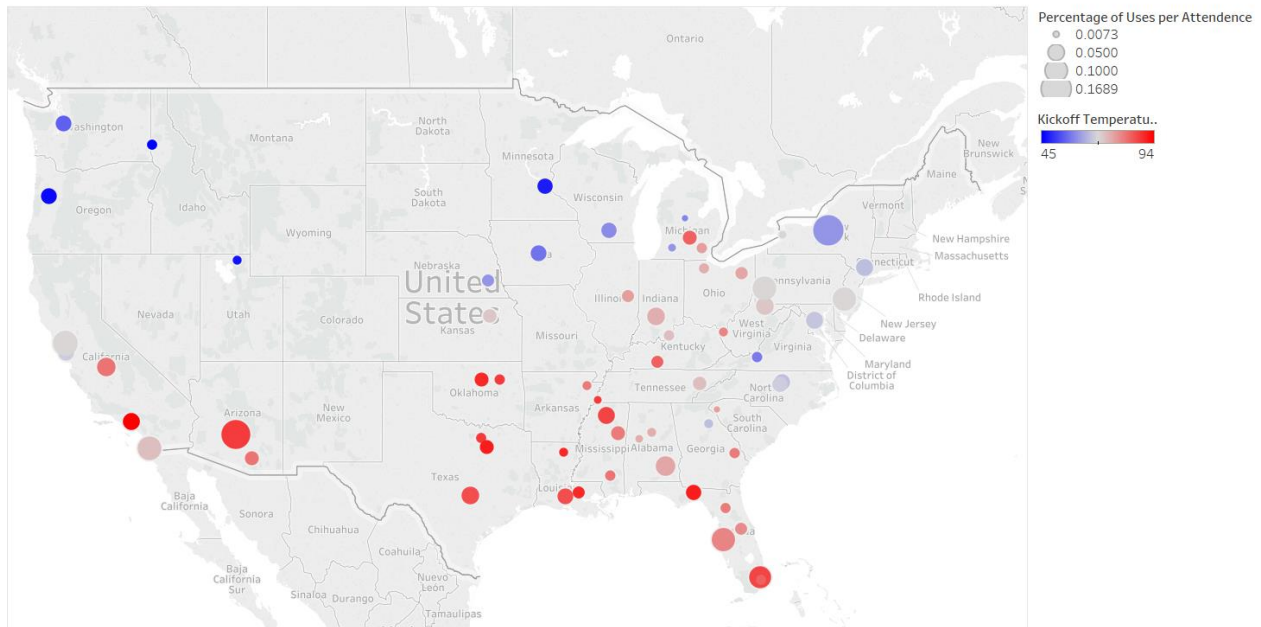 Percentage of Uses per Attendence
0.0073
0.0500
0.1000
0.1689
Kickoff Temperatu..
45
94
Ontario
Washington
Montana
North
Dakota
Minnesota
New
Brunswick
Maine
Oregon
Idaho
South
Dakota
Wisconsin
Michigan
Vermont
Wyoming
New Hampshire
Massachusetts
Connecticut
Rhode Island
Nebraska
United
States
Illinois
Indiana
Ohio
Pennsylvania
Nevada
Utah
Colorado
Kansas
Missouri
West
Virginia
Virginia
New Jersey
Delaware
Maryland
District of
Columbia
California
Kentucky
Tennessee
North
Carolina
Oklahoma
Arkansas
Arizona
New
Mexico
South
Carolina
Mississippi
Alabama
Georgia
Texas
Baja
California
Sonora
Chihuahua
Coahuila
Baja
California
Sur
Sinaloa
Durango
Nuevo
León
Tamaulipas